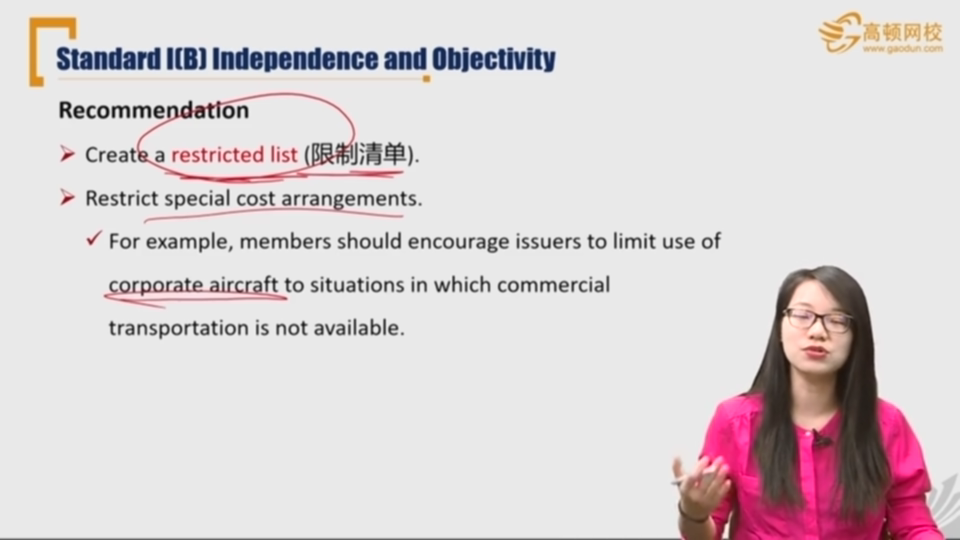 Standard I(B) Independence and Objectivity
高顿网校
www.gaodun.com
Recommendation
Create a restricted list (限制清单).
Restrict special cost arrangements.
For example, members should encourage issuers to limit use of
corporate aircraft to situations in which commercial
transportation is not available.